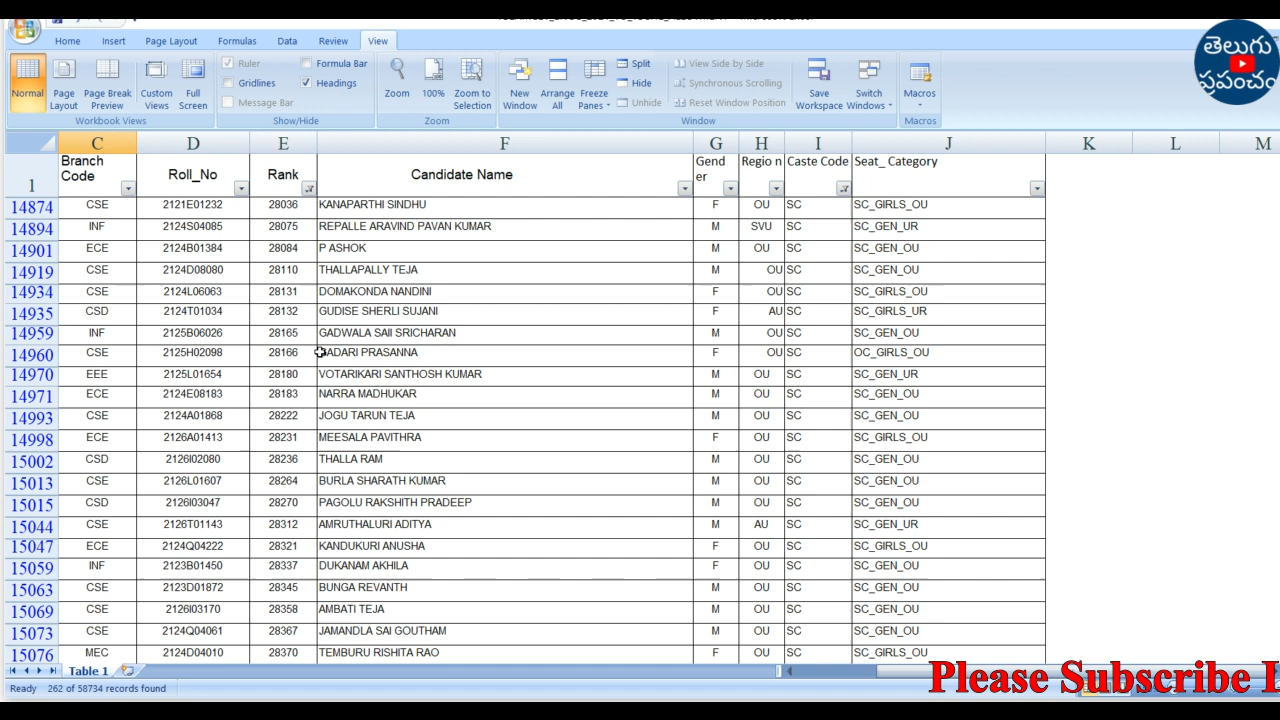 తెలుగు
ప్రపంచం
Home Insert Page Layout Formulas Data Review View
Ruler Formula Bar Split View Side by Side
Gridlines Headings Hide Synchronous Scrolling
Message Bar Unhide Reset Window Position
Normal Page Layout Page Break Preview Custom Views Full Screen Zoom 100% Zoom to Selection New Window Arrange All Freeze Panes Save Workspace Switch Windows Macros
Workbook Views Show/Hide Zoom Window Macros
C D E F G H I J K L M
1 Branch Code Roll_No Rank Candidate Name Gend er Regio n Caste Code Seat_ Category
14874 CSE 2121E01232 28036 KANAPARTHI SINDHU F OU SC SC_GIRLS_OU
14894 INF 2124S04085 28075 REPALLE ARAVIND PAVAN KUMAR M SVU SC SC_GEN_UR
14901 ECE 2124B01384 28084 P ASHOK M OU SC SC_GEN_OU
14919 CSE 2124D08080 28110 THALLAPALLY TEJA M OU SC SC_GEN_OU
14934 CSE 2124L06063 28131 DOMAKONDA NANDINI F OU SC SC_GIRLS_OU
14935 CSD 2124T01034 28132 GUDISE SHERLI SUJANI F AU SC SC_GIRLS_UR
14959 INF 2125B06026 28165 GADWALA SAII SRICHARAN M OU SC SC_GEN_OU
14960 CSE 2125H02098 28166 PRASANNA F OU SC OC_GIRLS_OU
14970 EEE 2125L01654 28180 VOTARIKARI SANTHOSH KUMAR M OU SC SC_GEN_UR
14971 ECE 2124E08183 28183 NARRA MADHUKAR M OU SC SC_GEN_OU
14993 CSE 2124A01868 28222 JOGU TARUN TEJA M OU SC SC_GEN_OU
14998 ECE 2126A01413 28231 MEESALA PAVITHRA F OU SC SC_GIRLS_OU
15002 CSD 2126I02080 28236 THALLA RAM M OU SC SC_GEN_OU
15013 CSE 2126L01607 28264 BURLA SHARATH KUMAR M OU SC SC_GEN_OU
15015 CSD 2126I03047 28270 PAGOLU RAKSHITH PRADEEP M OU SC SC_GEN_OU
15044 CSE 2126T01143 28312 AMRUTHALURI ADITYA M AU SC SC_GEN_UR
15047 ECE 2124Q04222 28321 KANDUKURI ANUSHA F OU SC SC_GIRLS_OU
15059 INF 2123B01450 28337 DUKANAM AKHILA F OU SC SC_GIRLS_OU
15063 CSE 2123D01872 28345 BUNGA REVANTH M OU SC SC_GEN_OU
15069 CSE 2126I03170 28358 AMBATI TEJA M OU SC SC_GEN_OU
15073 CSE 2124Q04061 28367 JAMANDLA SAI GOUTHAM M OU SC SC_GEN_OU
15076 MEC 2124D04010 28370 TEMBURU RISHITA RAO F OU SC SC_GIRLS_OU
Table 1
Ready 262 of 58734 records found
Please Subscribe